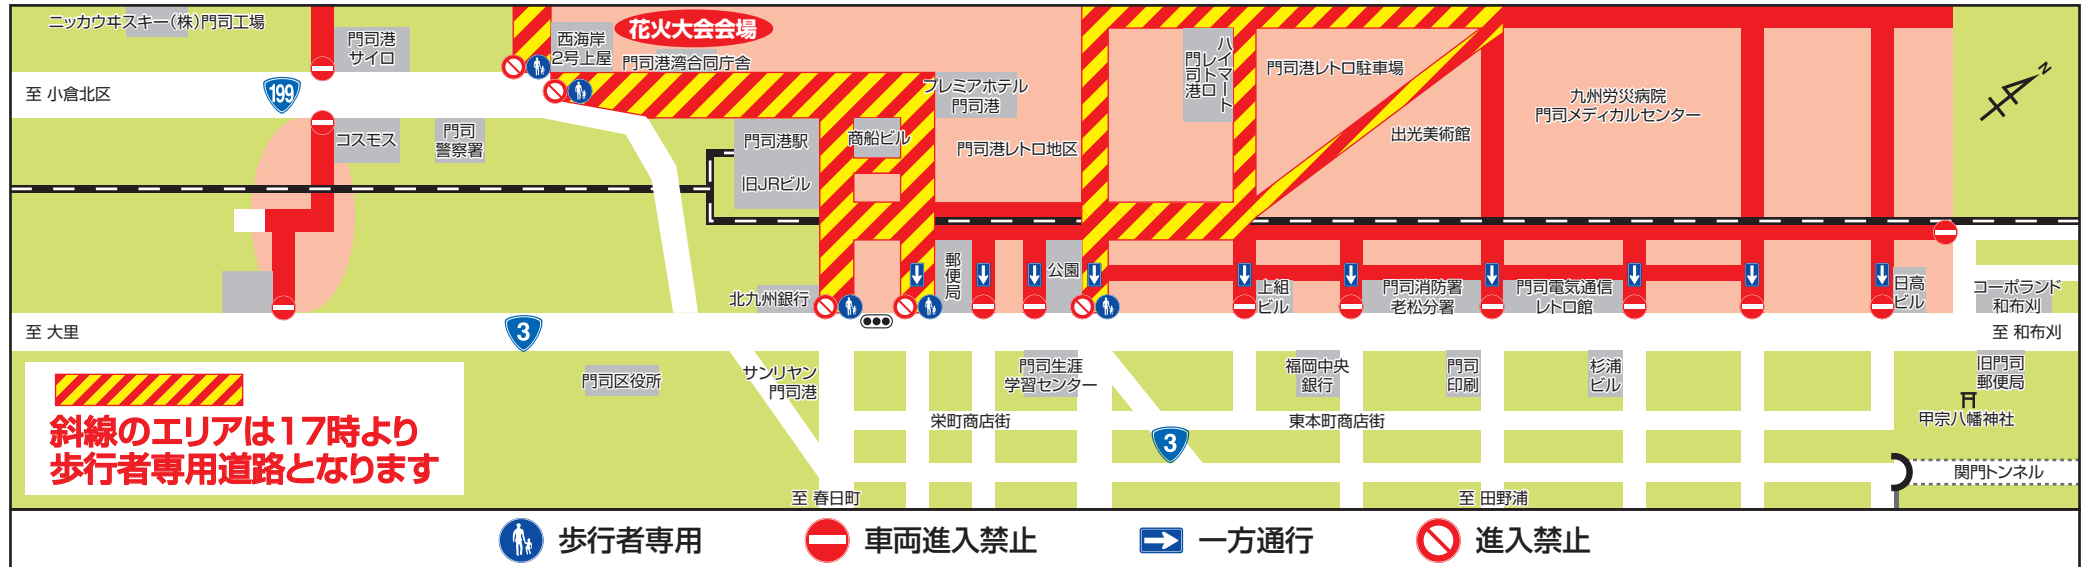 ニッカウヰスキー(株)門司工場
門司港
サイロ
西海岸
2号上屋
花火大会会場
門司港湾合同庁舎
プレミアホテル
門司港
ハイマート
レトロ
門司港
門司港レトロ駐車場
九州労災病院
門司メディカルセンター
N
至 小倉北区
199
コスモス
門司
警察署
門司港駅
旧JRビル
商船ビル
門司港レトロ地区
出光美術館
北九州銀行
郵便局
公園
上組
ビル
門司消防署
老松分署
門司電気通信
レトロ館
日高
ビル
コーポランド
和布刈
至 大里
3
至 和布刈
斜線のエリアは17時より
歩行者専用道路となります
門司区役所
サンリヤン
門司港
門司生涯
学習センター
福岡中央
銀行
門司
印刷
杉浦
ビル
旧門司
郵便局
甲宗八幡神社
栄町商店街
3
東本町商店街
関門トンネル
至 春日町
至 田野浦
歩行者専用
車両進入禁止
一方通行
進入禁止